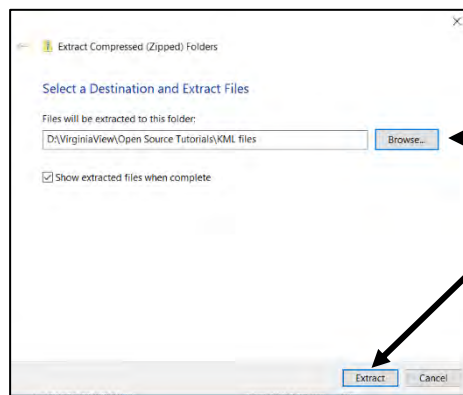 Extract Compressed (Zipped) Folders
Select a Destination and Extract Files
Files will be extracted to this folder:
D:\VirginiaView\Open Source Tutorials\KML files
Browse...
Show extracted files when complete
Extract Cancel